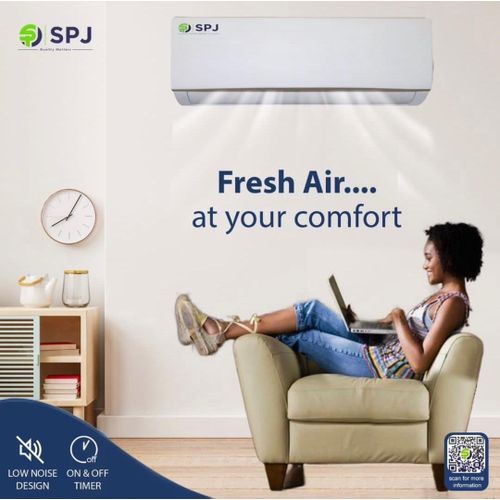 SPJ
Quality Matters
SPJ
Fresh Air....
at your comfort
off
LOW NOISE
DESIGN
ON & OFF
TIMER
scan for more
information